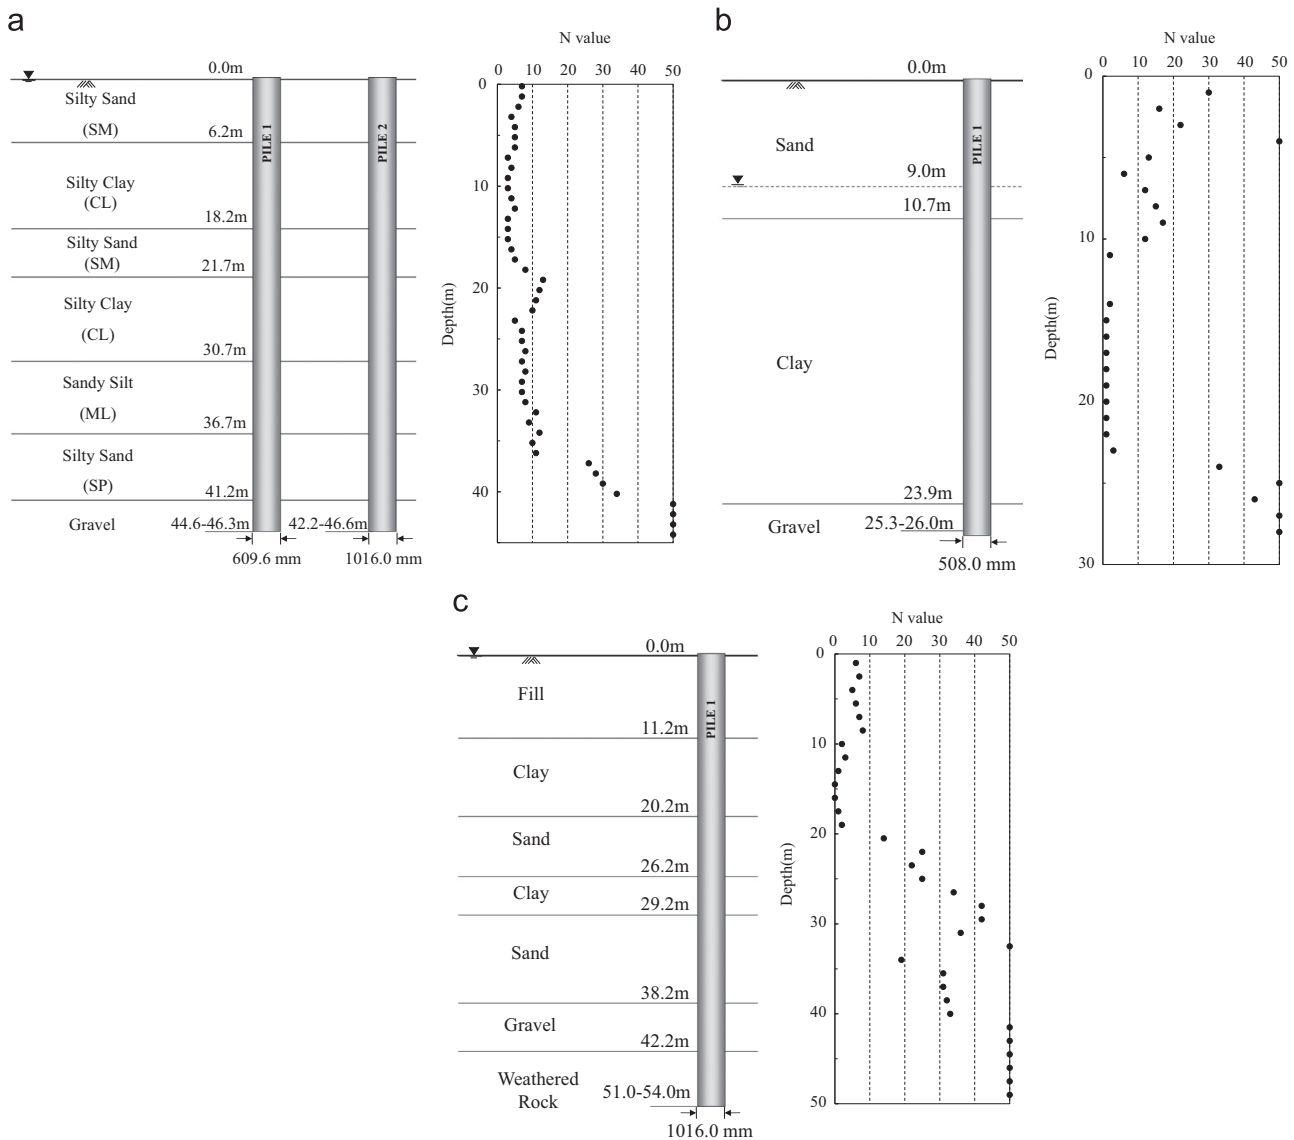 a
0.0m
Silty Sand
(SM)
6.2m
Silty Clay
(CL)
18.2m
Silty Sand
(SM)
21.7m
Silty Clay
(CL)
30.7m
Sandy Silt
(ML)
36.7m
Silty Sand
(SP)
41.2m
Gravel
44.6-46.3m
42.2-46.6m
609.6 mm
1016.0 mm
PILE 1
PILE 2
N value
0 10 20 30 40 50
0
10
20
30
40
Depth(m)
b
0.0m
Sand
9.0m
10.7m
Clay
23.9m
Gravel
25.3-26.0m
508.0 mm
PILE 1
N value
0 10 20 30 40 50
0
10
20
30
Depth(m)
c
0.0m
Fill
11.2m
Clay
20.2m
Sand
26.2m
Clay
29.2m
Sand
38.2m
Gravel
42.2m
Weathered
Rock
51.0-54.0m
1016.0 mm
PILE 1
N value
0 10 20 30 40 50
0
10
20
30
40
50
Depth(m)